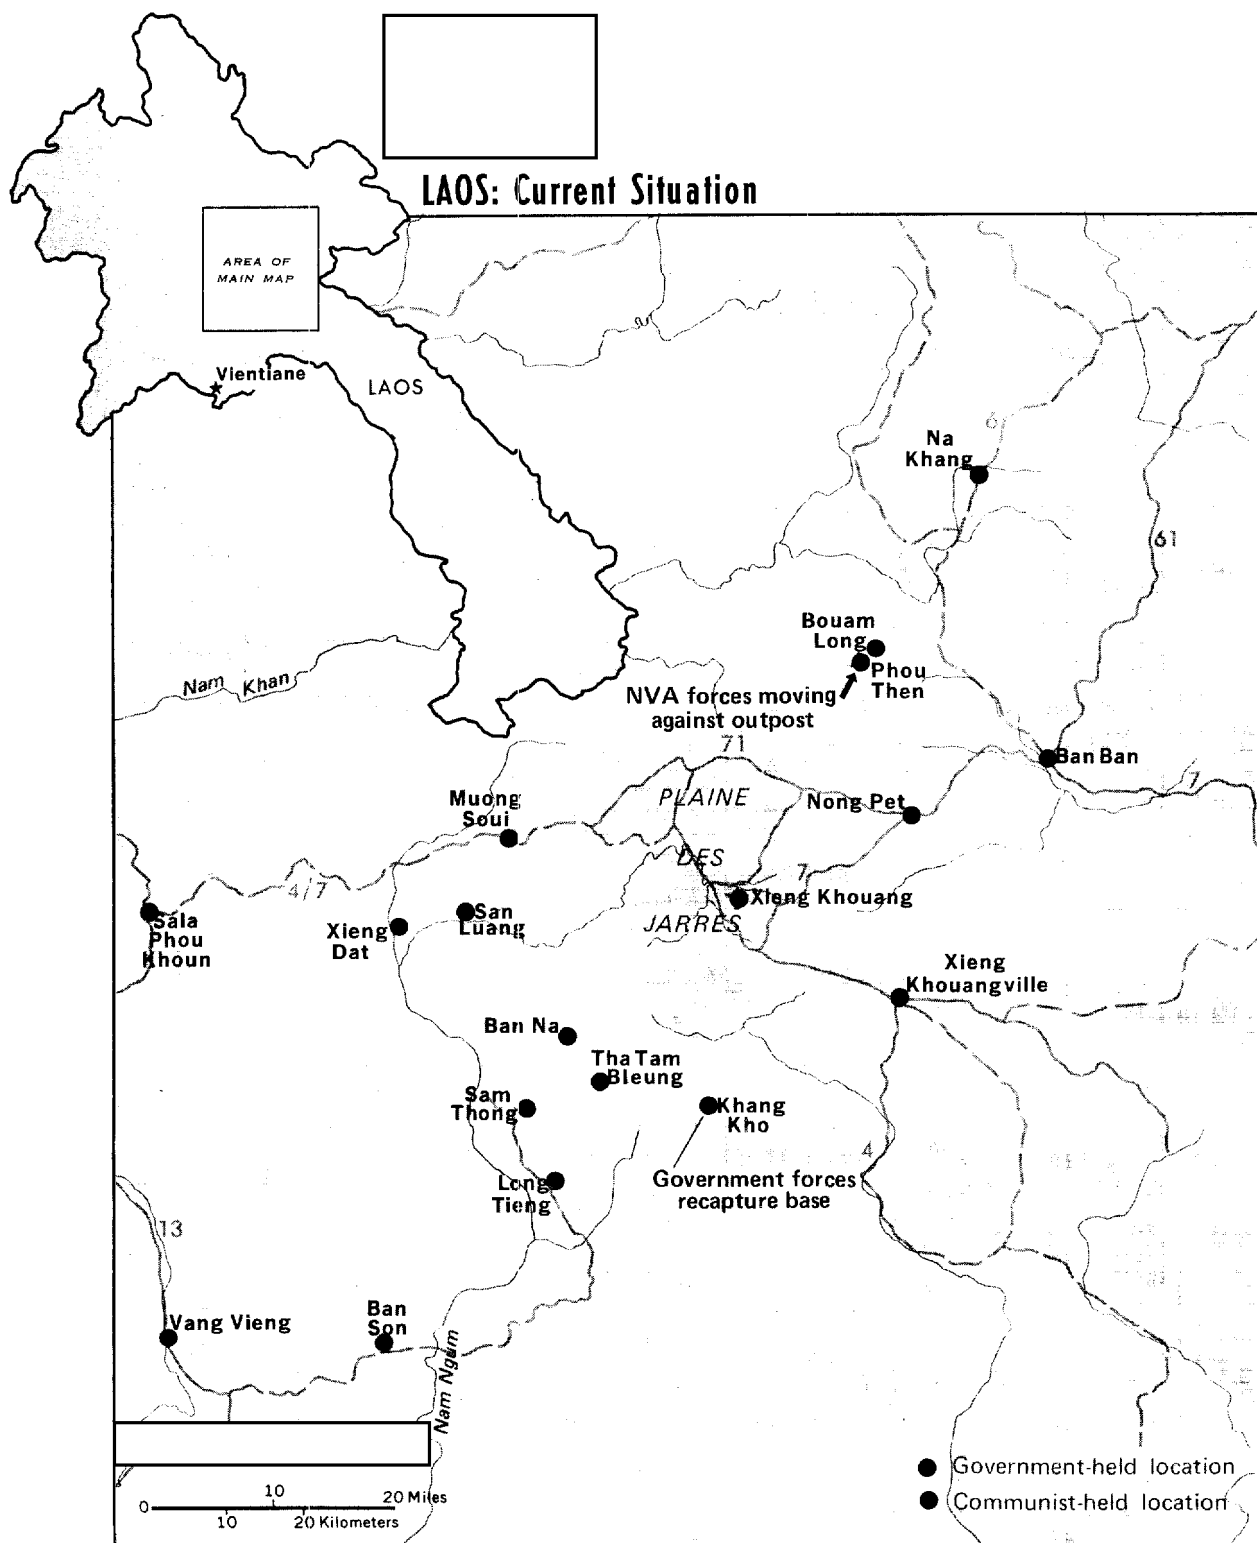 LAOS: Current Situation
AREA OF
MAIN MAP
Vientiane
LAOS
Na
Khang
6
61
Bouam
Long
Phou
Then
NVA forces moving
against outpost
Nam Khan
71
Ban Ban
7
Muong
Soui
PLAINE
Nong Pet
DES
7
4/7
Xieng Khouang
Sala
Phou
Khoun
San
Luang
Xieng
Dat
JARRES
Xieng
Khouangville
Ban Na
Tha Tam
Bleung
Sam
Thong
Khang
Kho
4
Government forces
recapture base
Long
Tieng
13
Vang Vieng
Ban
Son
Nam Ngum
Government-held location
Communist-held location
0 10 20 Miles
10 20 Kilometers